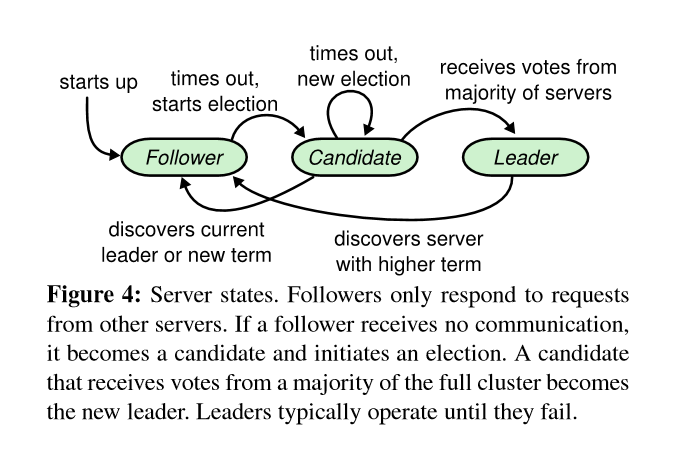 times out,
new election
starts up
times out,
starts election
receives votes from
majority of servers
Follower
Candidate
Leader
discovers current
leader or new term
discovers server
with higher term
Figure 4: Server states. Followers only respond to requests
from other servers. If a follower receives no communication,
it becomes a candidate and initiates an election. A candidate
that receives votes from a majority of the full cluster becomes
the new leader. Leaders typically operate until they fail.